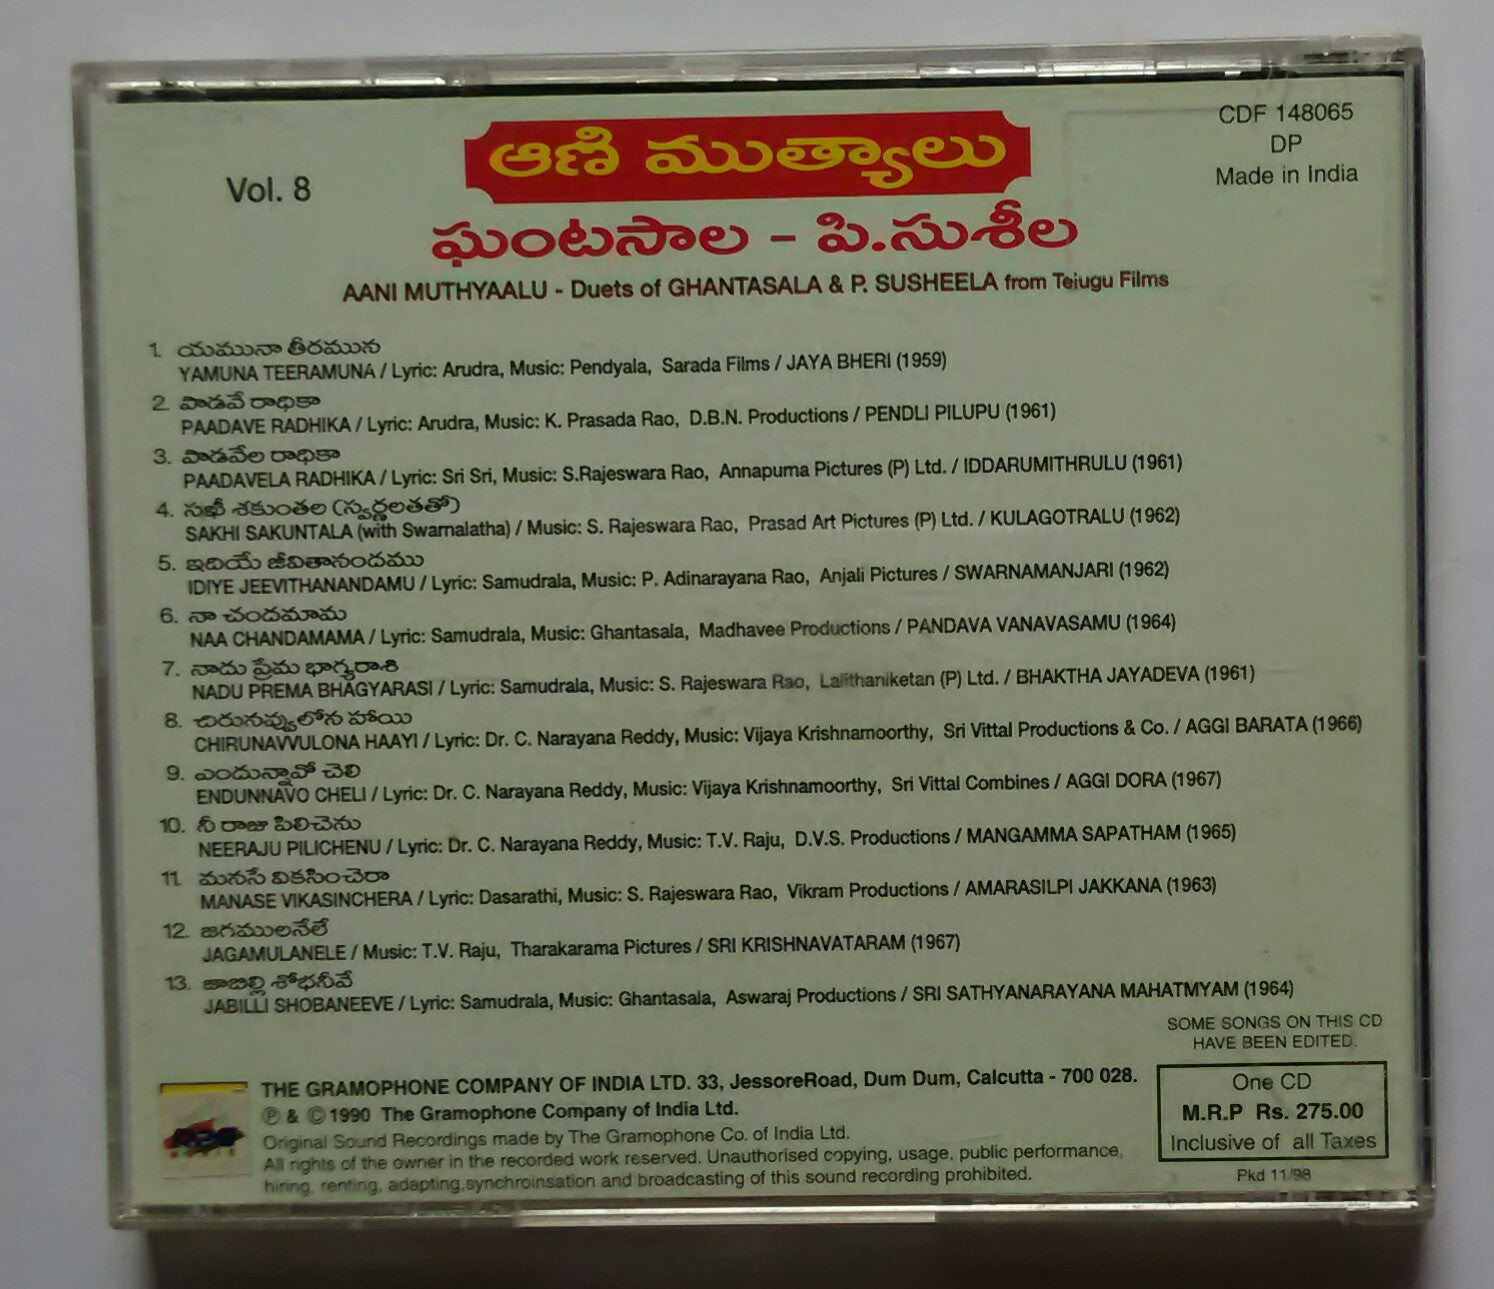 Vol. 8
ఆణి ముత్యాలు
CDF 148065
DP
Made in India
ఘంటసాల - పి.సుశీల
AANI MUTHYAALU - Duets of GHANTASALA & P. SUSHEELA from Teiugu Films
1. యమునా తీరమున
YAMUNA TEERAMUNA / Lyric: Arudra, Music: Pendyala, Sarada Films / JAYA BHERI (1959)
2. పాడవే రాధికా
PAADAVE RADHIKA / Lyric: Arudra, Music: K. Prasada Rao, D.B.N. Productions / PENDLI PILUPU (1961)
3. పాడవేల రాధికా
PAADAVELA RADHIKA / Lyric: Sri Sri, Music: S.Rajeswara Rao, Annapurna Pictures (P) Ltd. / IDDARUMITHRULU (1961)
4. సఖీ శకుంతల (స్వర్ణలతతో)
SAKHI SAKUNTALA (with Swarnalatha) / Music: S. Rajeswara Rao, Prasad Art Pictures (P) Ltd. / KULAGOTRALU (1962)
5. ఇదియే జీవితానందము
IDIYE JEEVITHANANDAMU / Lyric: Samudrala, Music: P. Adinarayana Rao, Anjali Pictures / SWARNAMANJARI (1962)
6. నా చందమామ
NAA CHANDAMAMA / Lyric: Samudrala, Music: Ghantasala, Madhavee Productions / PANDAVA VANAVASAMU (1964)
7. నాదు ప్రేమ భాగ్యరాశి
NADU PREMA BHAGYARASI / Lyric: Samudrala, Music: S. Rajeswara Rao, Lalithaniketan (P) Ltd. / BHAKTHA JAYADEVA (1961)
8. చిరునవ్వులోన హాయి
CHIRUNAVVULONA HAAYI / Lyric: Dr. C. Narayana Reddy, Music: Vijaya Krishnamoorthy, Sri Vittal Productions & Co. / AGGI BARATA (1966)
9. ఎందున్నావో చెలి
ENDUNNAVO CHELI / Lyric: Dr. C. Narayana Reddy, Music: Vijaya Krishnamoorthy, Sri Vittal Combines / AGGI DORA (1967)
10. నీ రాజు పిలిచెను
NEERAJU PILICHENU / Lyric: Dr. C. Narayana Reddy, Music: T.V. Raju, D.V.S. Productions / MANGAMMA SAPATHAM (1965)
11. మనసే వికసించెరా
MANASE VIKASINCHERA / Lyric: Dasarathi, Music: S. Rajeswara Rao, Vikram Productions / AMARASILPI JAKKANA (1963)
12. జగములనేలే
JAGAMULANELE / Music: T.V. Raju, Tharakarama Pictures / SRI KRISHNAVATARAM (1967)
13. జాబిల్లి శోభనీవే
JABILLI SHOBANEEVE / Lyric: Samudrala, Music: Ghantasala, Aswaraj Productions / SRI SATHYANARAYANA MAHATMYAM (1964)
SOME SONGS ON THIS CD
HAVE BEEN EDITED.
THE GRAMOPHONE COMPANY OF INDIA LTD. 33, JessoreRoad, Dum Dum, Calcutta - 700 028.
℗ & © 1990 The Gramophone Company of India Ltd.
Original Sound Recordings made by The Gramophone Co. of India Ltd.
All rights of the owner in the recorded work reserved. Unauthorised copying, usage, public performance,
hiring, renting, adapting,synchroinsation and broadcasting of this sound recording prohibited.
One CD
M.R.P Rs. 275.00
Inclusive of all Taxes
Pkd 11/98